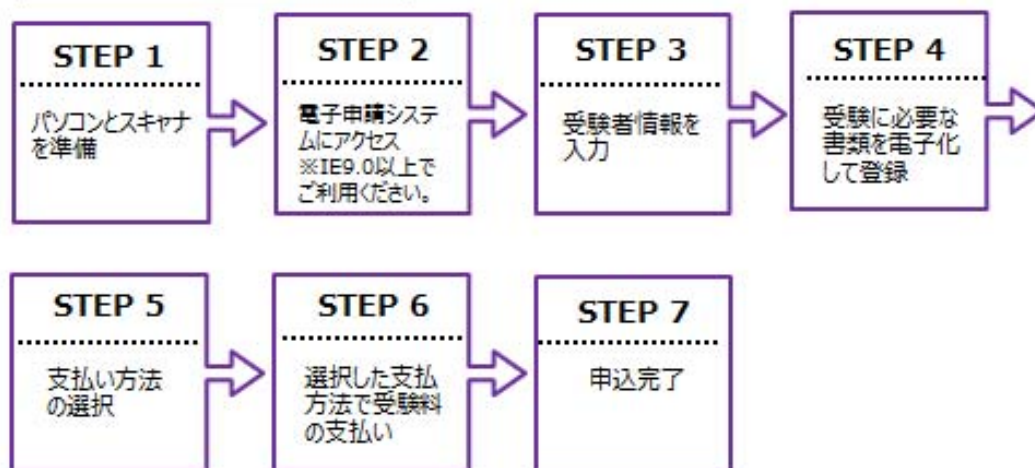 STEP 1
パソコンとスキャナ
を準備
STEP 2
電子申請システ
ムにアクセス
※IE9.0以上で
ご利用ください。
STEP 3
受験者情報を
入力
STEP 4
受験に必要な
書類を電子化
して登録
STEP 5
支払い方法
の選択
STEP 6
選択した支払
方法で受験料
の支払い
STEP 7
申込完了